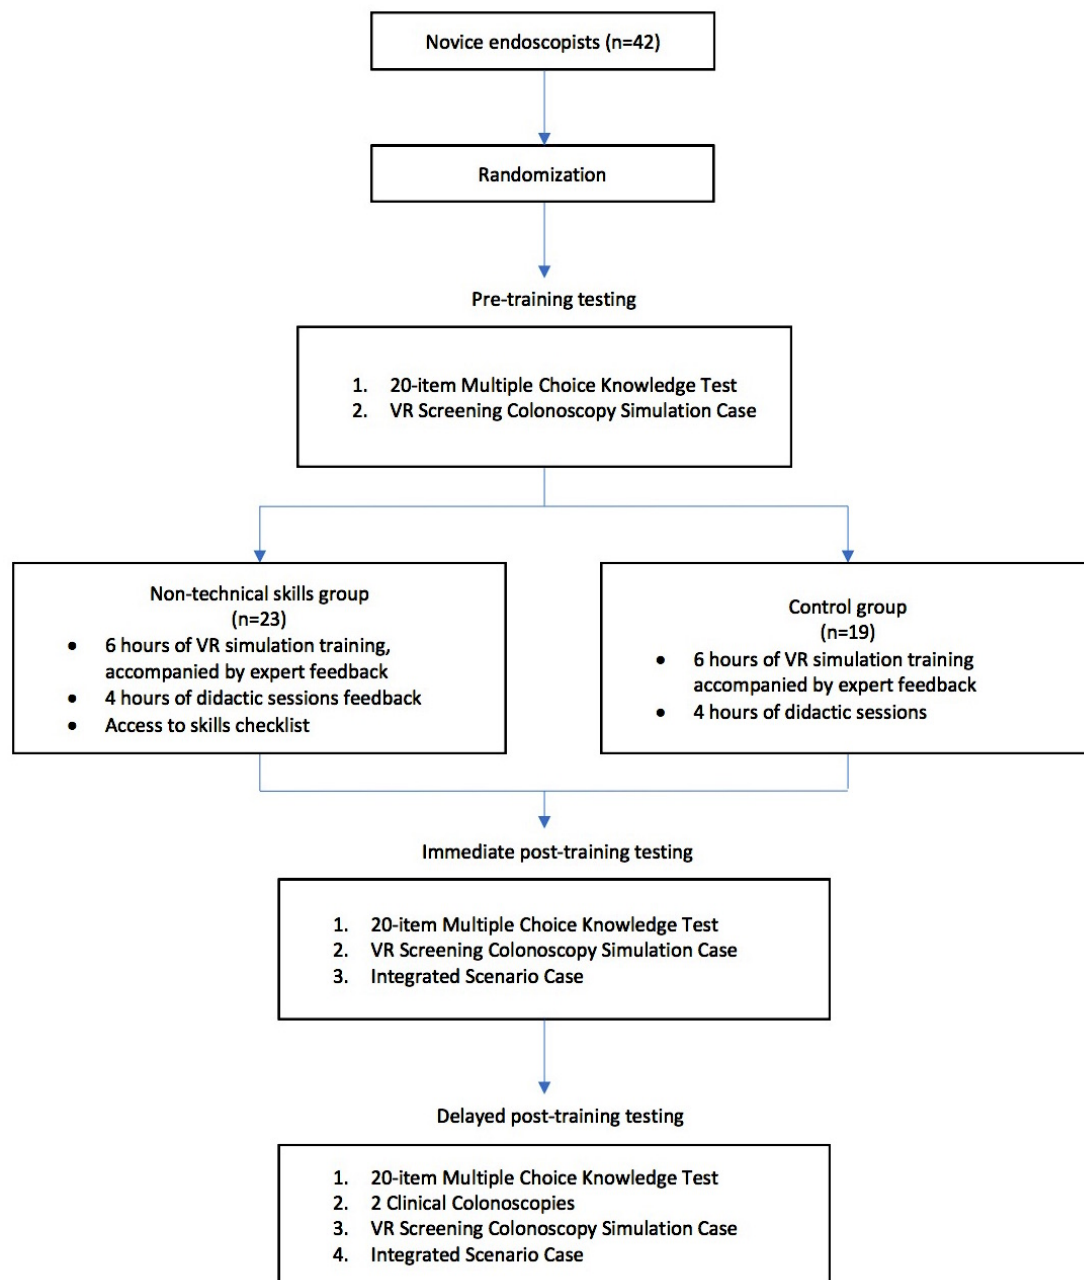 Novice endoscopists (n=42)
Randomization
Pre-training testing
1. 20-item Multiple Choice Knowledge Test
2. VR Screening Colonoscopy Simulation Case
Non-technical skills group
(n=23)
• 6 hours of VR simulation training,
accompanied by expert feedback
• 4 hours of didactic sessions feedback
• Access to skills checklist
Control group
(n=19)
• 6 hours of VR simulation training
accompanied by expert feedback
• 4 hours of didactic sessions
Immediate post-training testing
1. 20-item Multiple Choice Knowledge Test
2. VR Screening Colonoscopy Simulation Case
3. Integrated Scenario Case
Delayed post-training testing
1. 20-item Multiple Choice Knowledge Test
2. 2 Clinical Colonoscopies
3. VR Screening Colonoscopy Simulation Case
4. Integrated Scenario Case